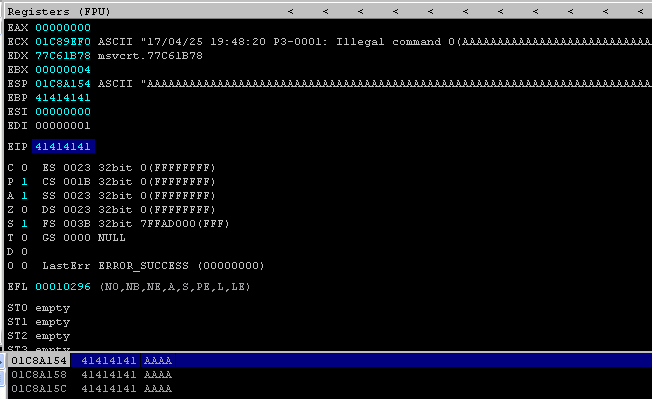 Registers (FPU) < < < < < < < < < < <
EAX 00000000
ECX 01C89EF0 ASCII "17/04/25 19:48:20 P3-0001: Illegal command 0(AAAAAAAAAAAAAAAAAAAAAAA
EDX 77C61B78 msvcrt.77C61B78
EBX 00000004
ESP 01C8A154 ASCII "AAAAAAAAAAAAAAAAAAAAAAAAAAAAAAAAAAAAAAAAAAAAAAAAAAAAAAAAAAAAAAAAAAAAAAAA
EBP 41414141
ESI 00000000
EDI 00000001
EIP 41414141
C 0 ES 0023 32bit 0(FFFFFFFF)
P 1 CS 001B 32bit 0(FFFFFFFF)
A 1 SS 0023 32bit 0(FFFFFFFF)
Z 0 DS 0023 32bit 0(FFFFFFFF)
S 1 FS 003B 32bit 7FFAD000(FFF)
T 0 GS 0000 NULL
D 0
O 0 LastErr ERROR_SUCCESS (00000000)
EFL 00010296 (NO,NB,NE,A,S,PE,L,LE)
ST0 empty
ST1 empty
ST2 empty
ST3 empty
01C8A154 41414141 AAAA
01C8A158 41414141 AAAA
01C8A15C 41414141 AAAA